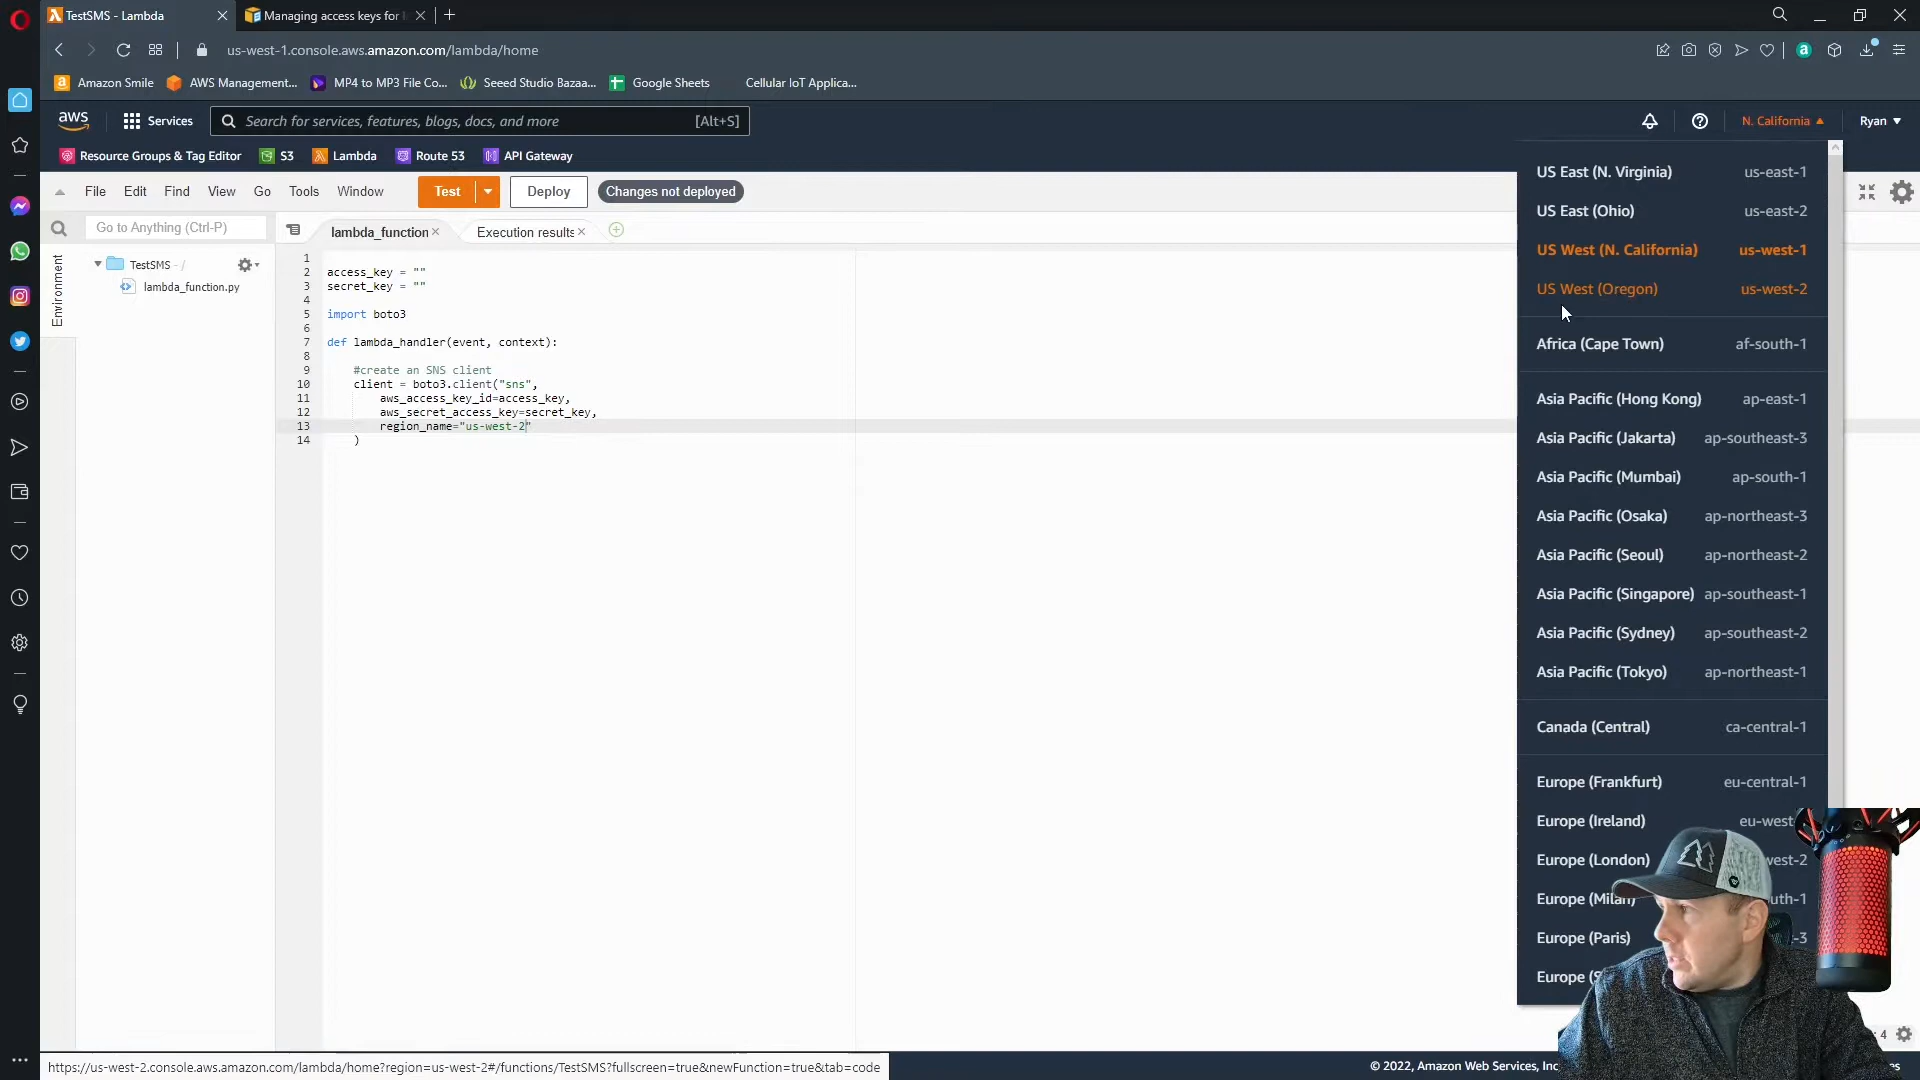 TestSMS - Lambda
Managing access keys for
us-west-1.console.aws.amazon.com/lambda/home
Amazon Smile
AWS Management...
MP4 to MP3 File Co...
Seeed Studio Bazaa...
Google Sheets
Cellular IoT Applica...
aws
Services
Search for services, features, blogs, docs, and more
[Alt+S]
N. California
Ryan
Resource Groups & Tag Editor
S3
Lambda
Route 53
API Gateway
File
Edit
Find
View
Go
Tools
Window
Test
Deploy
Changes not deployed
Go to Anything (Ctrl-P)
lambda_function
Execution results
Environment
TestSMS - /
lambda_function.py
1
2 access_key = ""
3 secret_key = ""
4
5 import boto3
6
7 def lambda_handler(event, context):
8
9 #create an SNS client
10 client = boto3.client("sns",
11 aws_access_key_id=access_key,
12 aws_secret_access_key=secret_key,
13 region_name="us-west-2"
14 )
US East (N. Virginia) us-east-1
US East (Ohio) us-east-2
US West (N. California) us-west-1
US West (Oregon) us-west-2
Africa (Cape Town) af-south-1
Asia Pacific (Hong Kong) ap-east-1
Asia Pacific (Jakarta) ap-southeast-3
Asia Pacific (Mumbai) ap-south-1
Asia Pacific (Osaka) ap-northeast-3
Asia Pacific (Seoul) ap-northeast-2
Asia Pacific (Singapore) ap-southeast-1
Asia Pacific (Sydney) ap-southeast-2
Asia Pacific (Tokyo) ap-northeast-1
Canada (Central) ca-central-1
Europe (Frankfurt) eu-central-1
Europe (Ireland) eu-west-
Europe (London) west-2
Europe (Milan) uth-1
Europe (Paris) -3
Europe (
: 4
https://us-west-2.console.aws.amazon.com/lambda/home?region=us-west-2#/functions/TestSMS?fullscreen=true&newFunction=true&tab=code
© 2022, Amazon Web Services, Inc